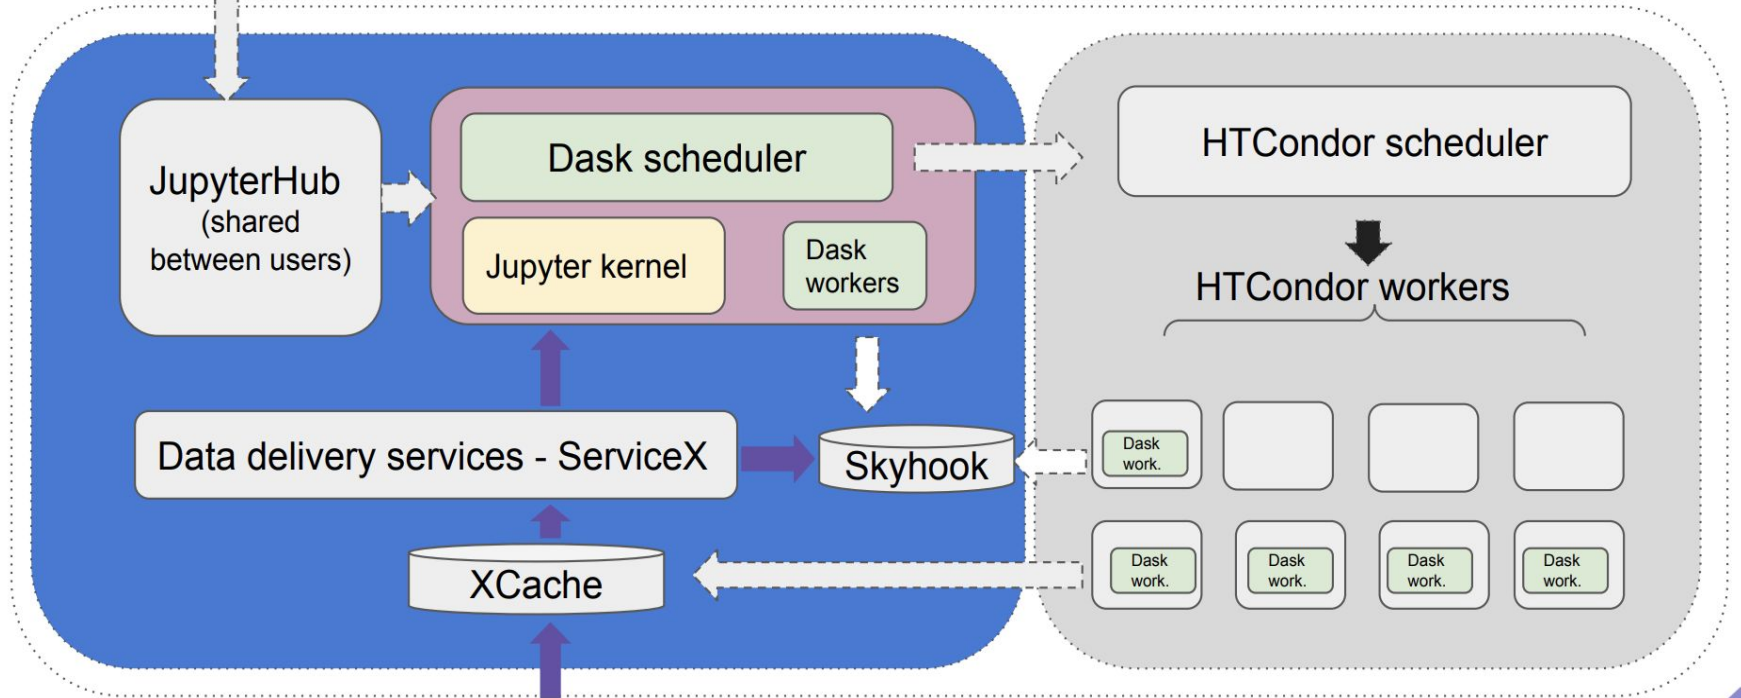 JupyterHub
(shared
between users)
Dask scheduler
Jupyter kernel
Dask
workers
HTCondor scheduler
HTCondor workers
Data delivery services - ServiceX
Skyhook
XCache
Dask
work.
Dask
work.
Dask
work.
Dask
work.
Dask
work.